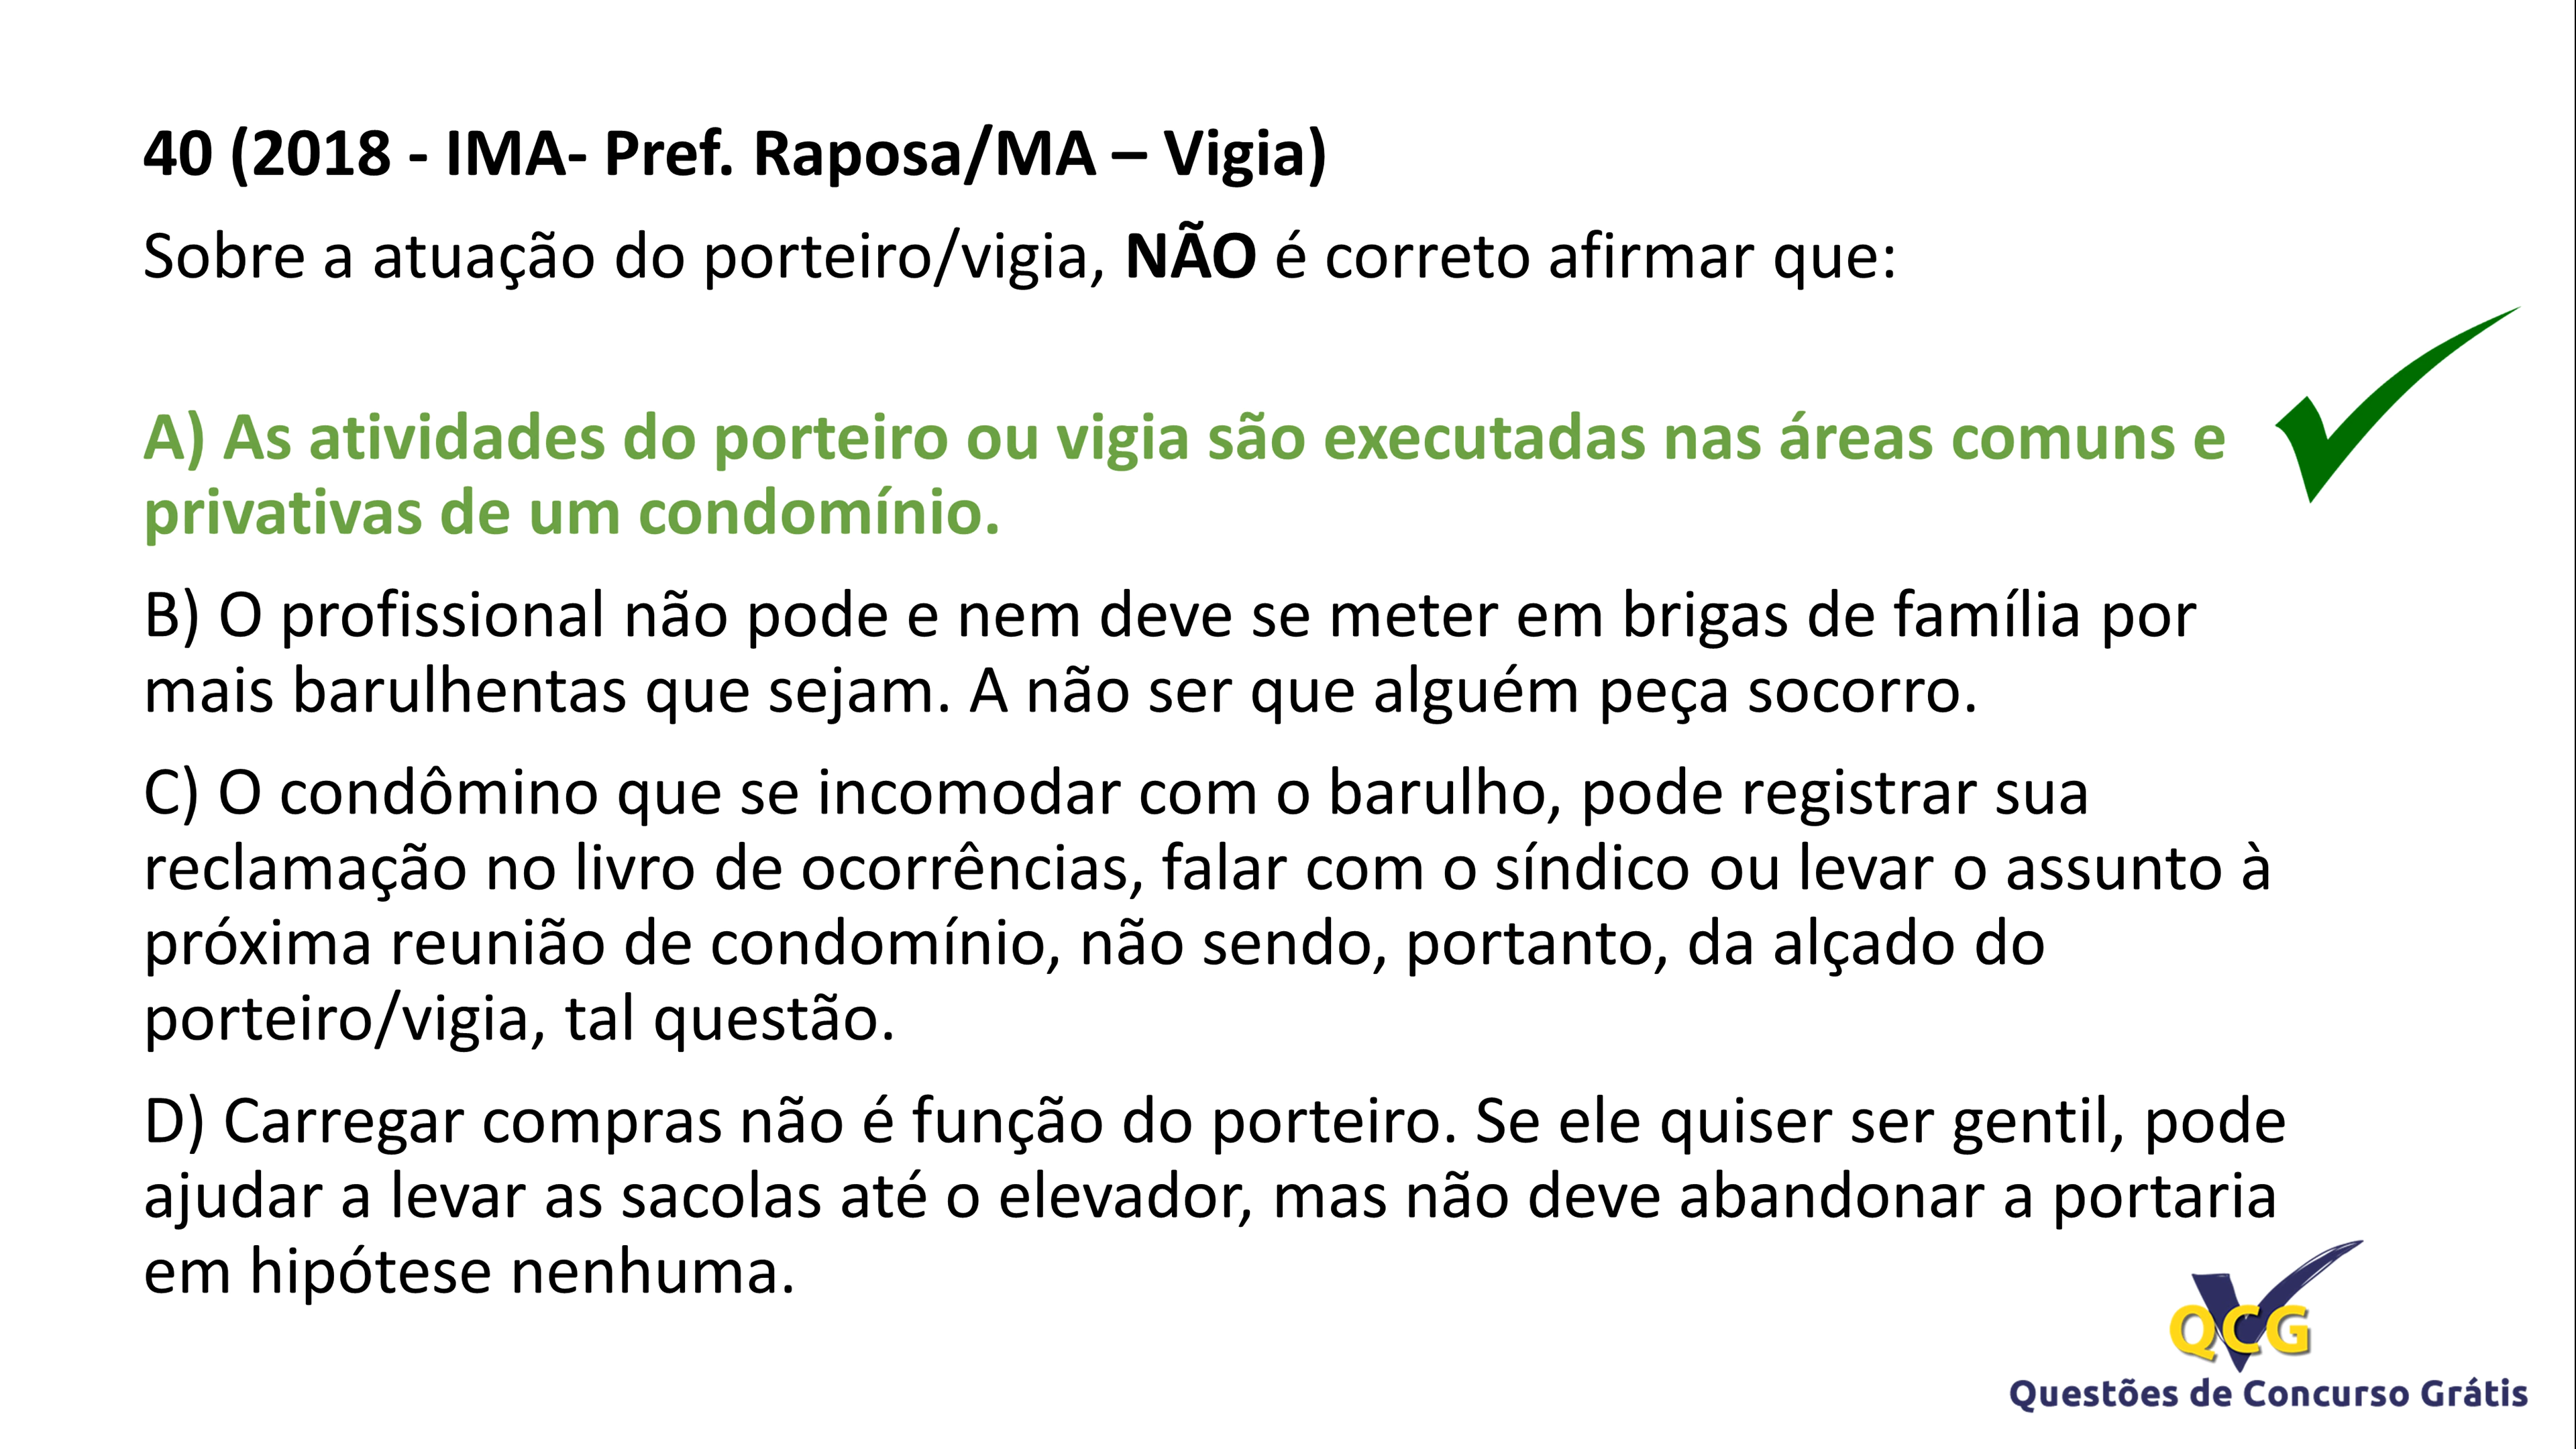 40 (2018 - IMA- Pref. Raposa/MA – Vigia)
Sobre a atuação do porteiro/vigia, NÃO é correto afirmar que:
A) As atividades do porteiro ou vigia são executadas nas áreas comuns e
privativas de um condomínio.
B) O profissional não pode e nem deve se meter em brigas de família por
mais barulhentas que sejam. A não ser que alguém peça socorro.
C) O condômino que se incomodar com o barulho, pode registrar sua
reclamação no livro de ocorrências, falar com o síndico ou levar o assunto à
próxima reunião de condomínio, não sendo, portanto, da alçado do
porteiro/vigia, tal questão.
D) Carregar compras não é função do porteiro. Se ele quiser ser gentil, pode
ajudar a levar as sacolas até o elevador, mas não deve abandonar a portaria
em hipótese nenhuma.
QCG
Questões de Concurso Grátis